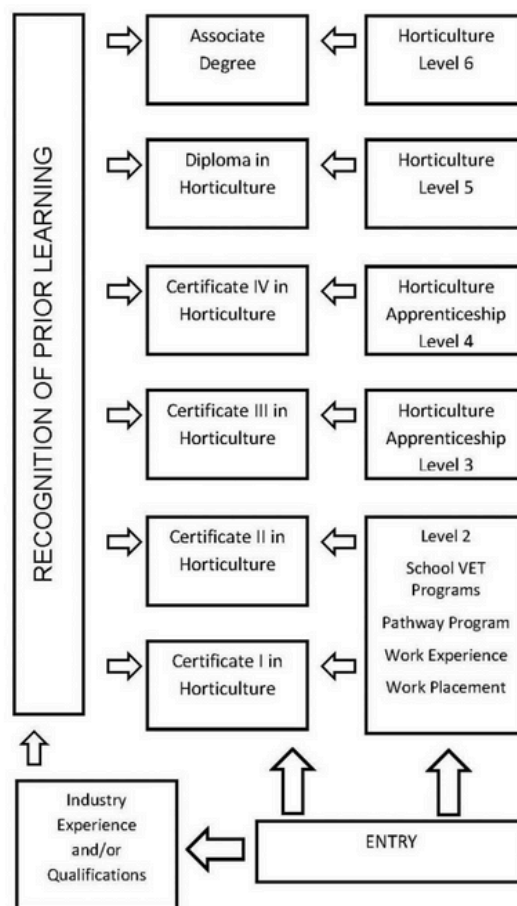 RECOGNITION OF PRIOR LEARNING
Associate
Degree
Horticulture
Level 6
Diploma in
Horticulture
Horticulture
Level 5
Certificate IV in
Horticulture
Horticulture
Apprenticeship
Level 4
Certificate III in
Horticulture
Horticulture
Apprenticeship
Level 3
Certificate II in
Horticulture
Level 2
School VET
Programs
Pathway Program
Work Experience
Work Placement
Certificate I in
Horticulture
Industry
Experience
and/or
Qualifications
ENTRY